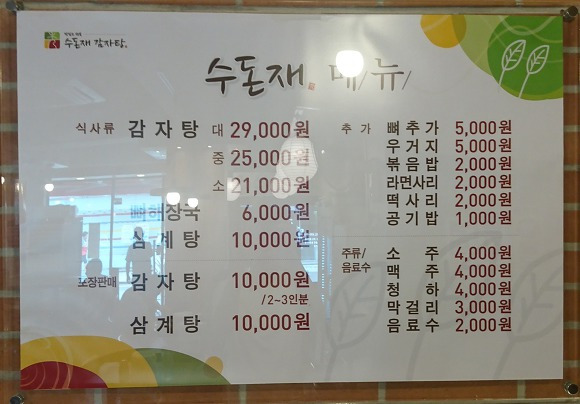 수돈재 감자탕.
수돈재. 메/뉴/
식사류 감자탕 대 29,000원
중 25,000원
소 21,000원
뼈해장국 6,000원
삼계탕 10,000원
포장판매 감자탕 10,000원
/2~3인분
삼계탕 10,000원
추가 뼈추가 5,000원
우거지 5,000원
볶음밥 2,000원
라면사리 2,000원
떡사리 2,000원
공기밥 1,000원
주류/
음료수 소주 4,000원
맥주 4,000원
청하 4,000원
막걸리 3,000원
음료수 2,000원